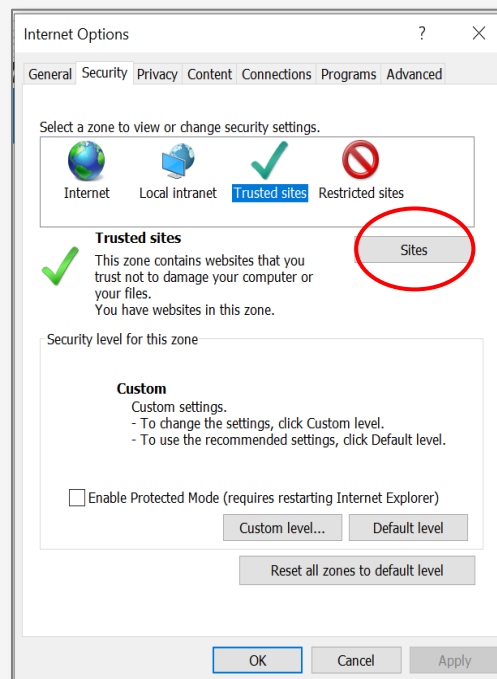 Internet Options ?
General Security Privacy Content Connections Programs Advanced
Select a zone to view or change security settings.
Internet Local intranet Trusted sites Restricted sites
Trusted sites
Sites
This zone contains websites that you
trust not to damage your computer or
your files.
You have websites in this zone.
Security level for this zone
Custom
Custom settings.
- To change the settings, click Custom level.
- To use the recommended settings, click Default level.
Enable Protected Mode (requires restarting Internet Explorer)
Custom level... Default level
Reset all zones to default level
OK Cancel Apply